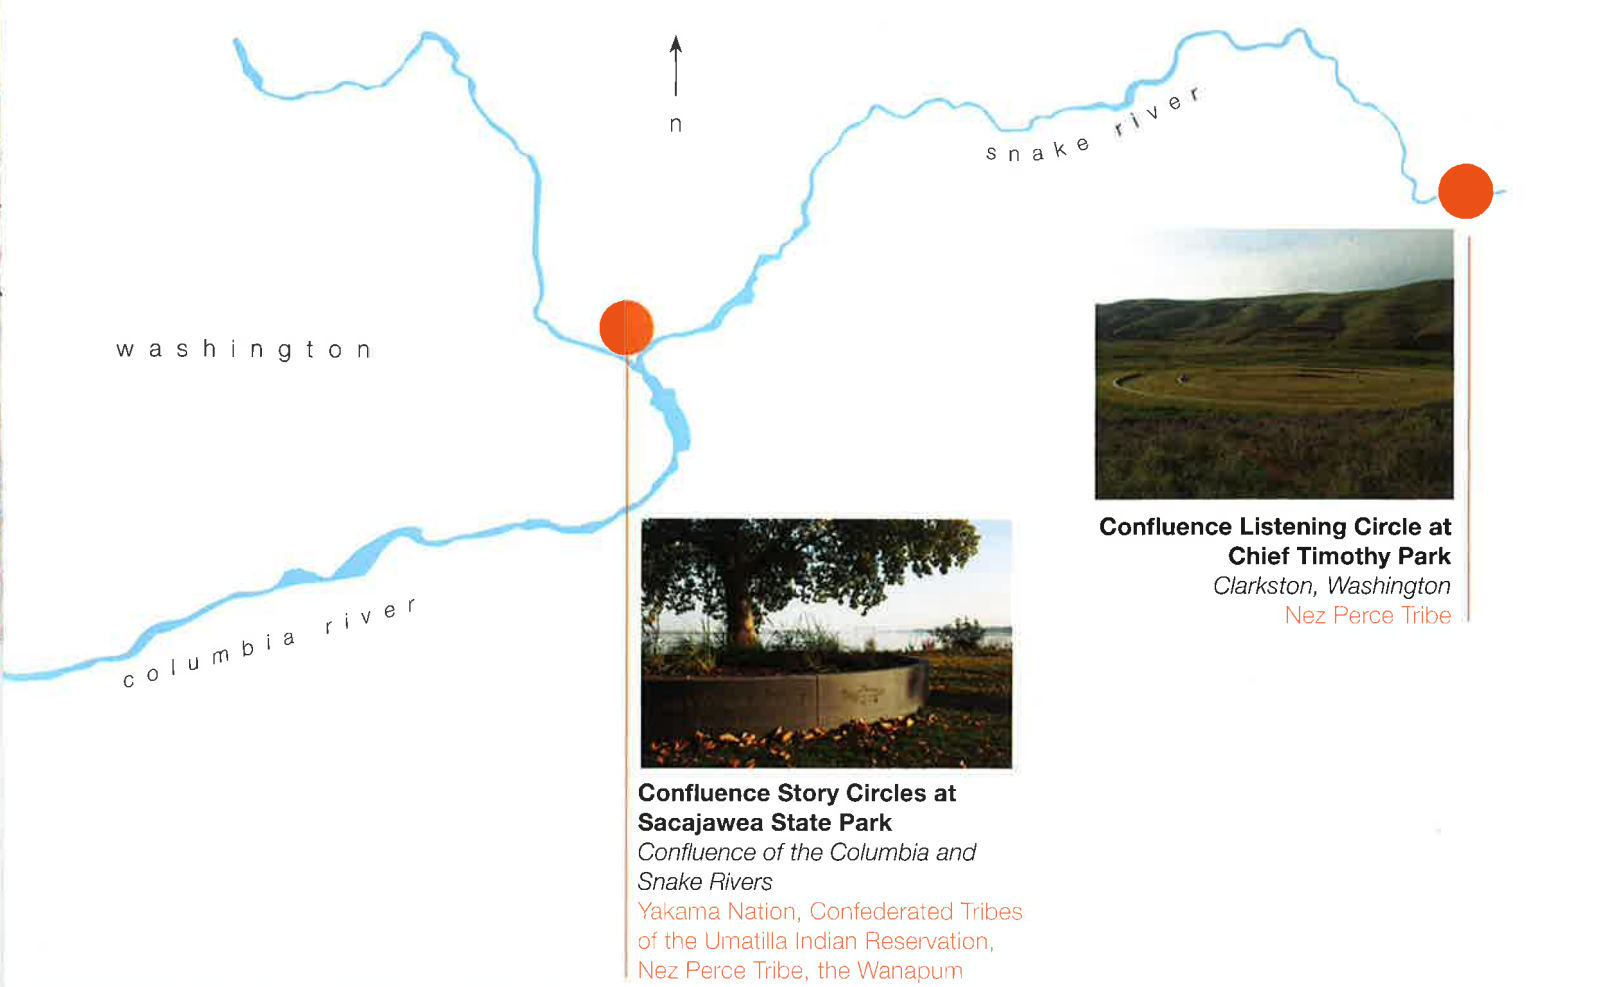 n
snake river
washington
columbia river
Confluence Listening Circle at
Chief Timothy Park
Clarkston, Washington
Nez Perce Tribe
Confluence Story Circles at
Sacajawea State Park
Confluence of the Columbia and
Snake Rivers
Yakama Nation, Confederated Tribes
of the Umatilla Indian Reservation,
Nez Perce Tribe, the Wanapum